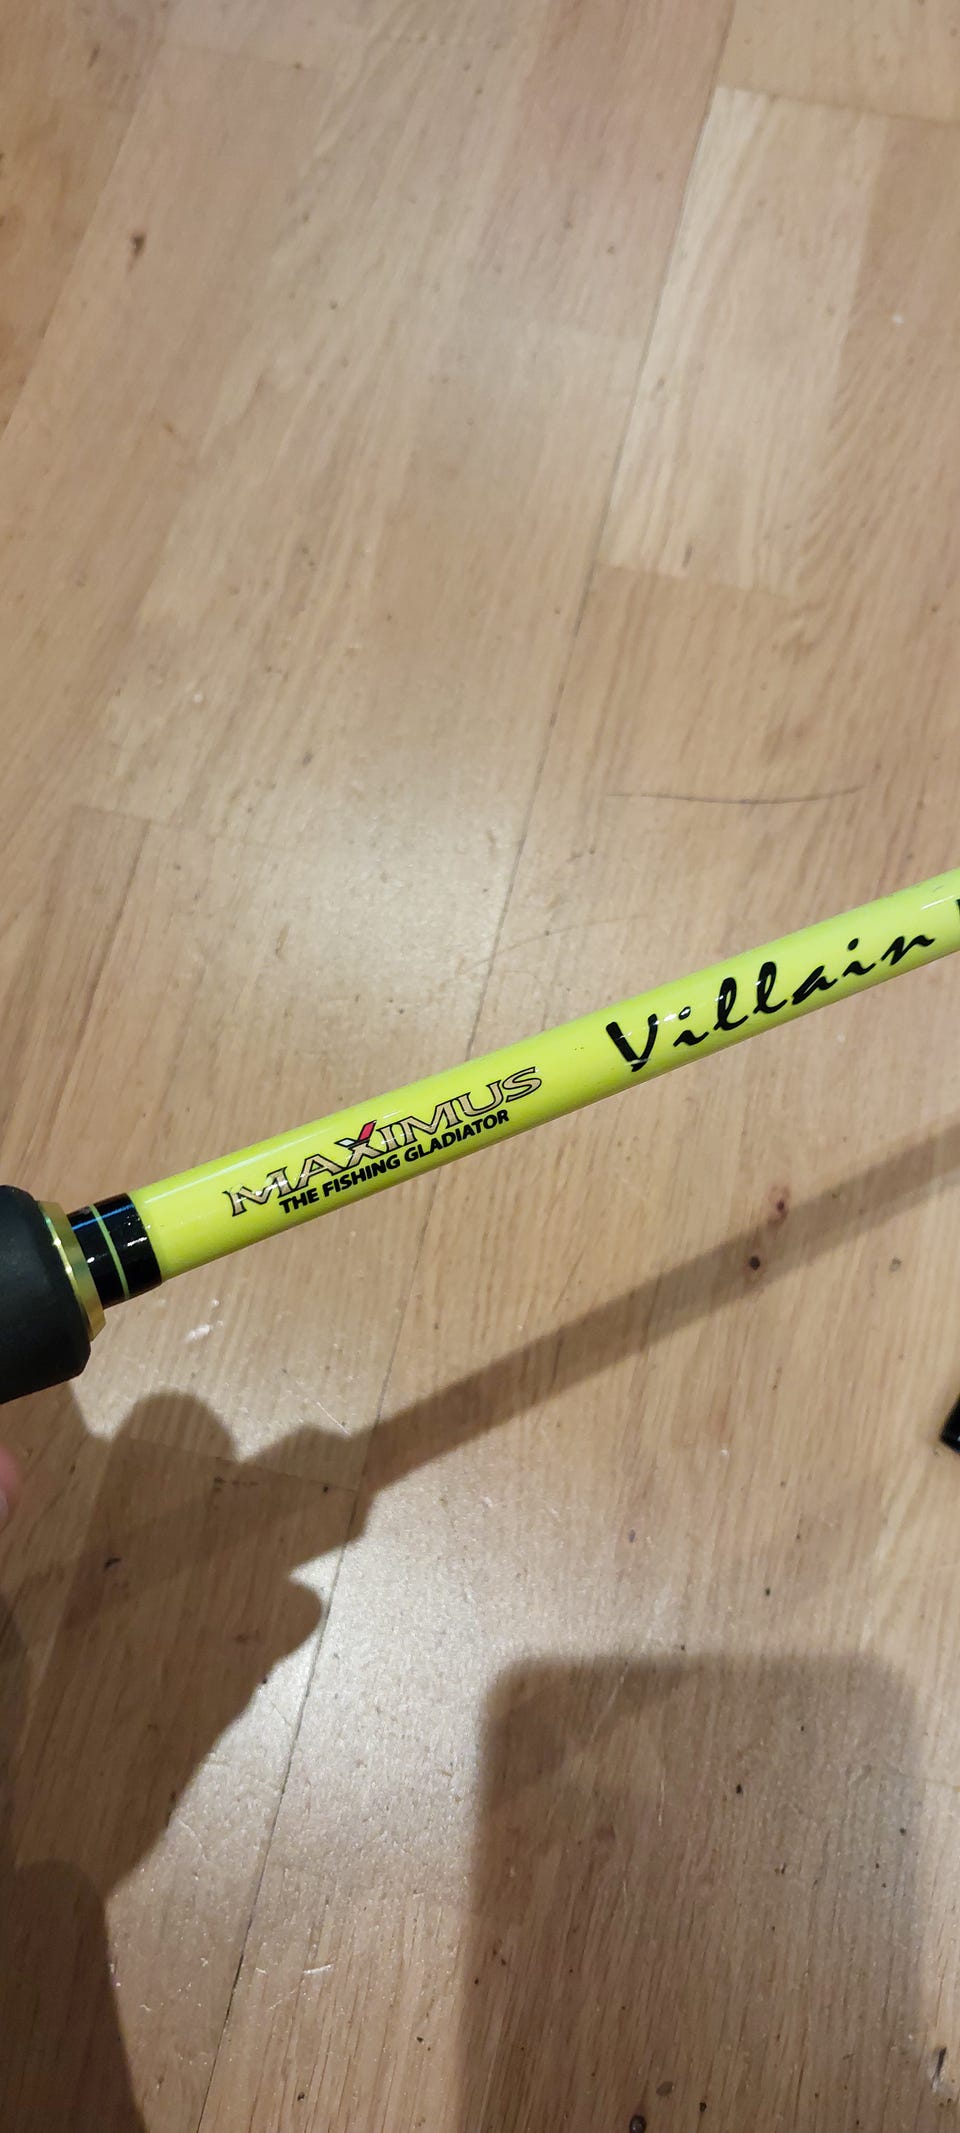 MAXIMUS
THE FISHING GLADIATOR
Villain